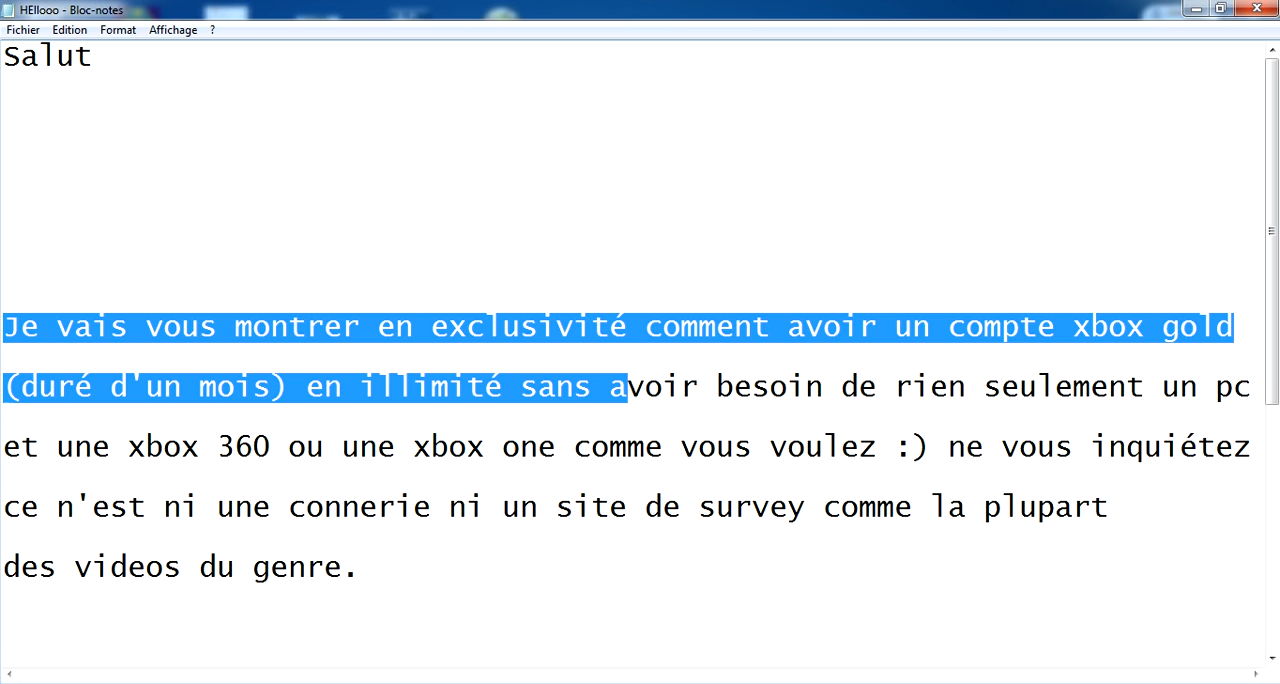 HEllooo - Bloc-notes
Fichier Edition Format Affichage ?
Salut
Je vais vous montrer en exclusivité comment avoir un compte xbox gold
(duré d'un mois) en illimité sans avoir besoin de rien seulement un pc
et une xbox 360 ou une xbox one comme vous voulez :) ne vous inquiétez
ce n'est ni une connerie ni un site de survey comme la plupart
des videos du genre.